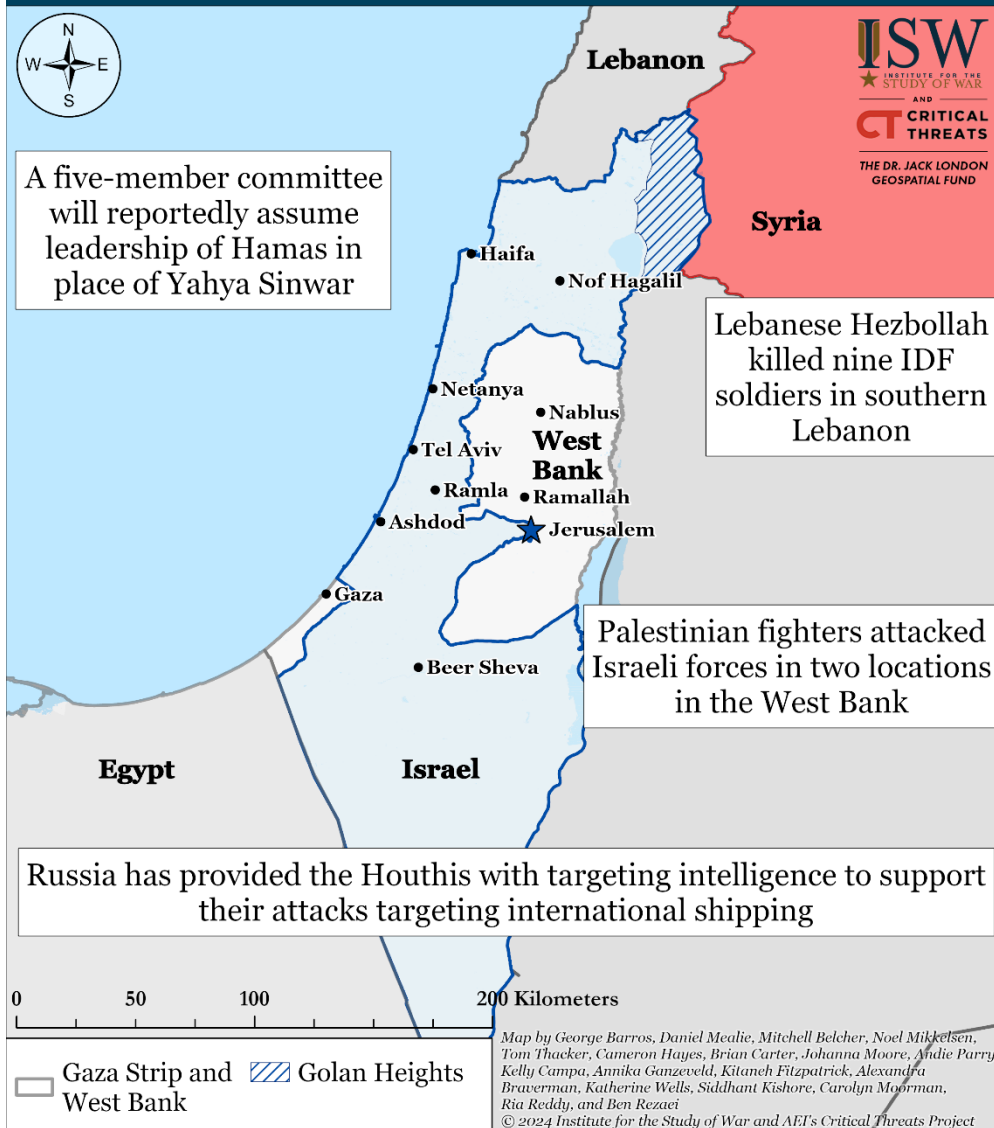 N
W E
S
Lebanon
ISW
INSTITUTE FOR THE
STUDY OF WAR
AND
CT CRITICAL
THREATS
THE DR. JACK LONDON
GEOSPATIAL FUND
A five-member committee
will reportedly assume
leadership of Hamas in
place of Yahya Sinwar
Syria
Haifa
Nof Hagalil
Lebanese Hezbollah
killed nine IDF
soldiers in southern
Lebanon
Netanya
Nablus
West
Bank
Tel Aviv
Ramla
Ramallah
Ashdod
Jerusalem
Gaza
Palestinian fighters attacked
Israeli forces in two locations
in the West Bank
Beer Sheva
Egypt
Israel
Russia has provided the Houthis with targeting intelligence to support
their attacks targeting international shipping
0 50 100 200 Kilometers
Gaza Strip and
West Bank
Golan Heights
Map by George Barros, Daniel Mealie, Mitchell Belcher, Noel Mikkelsen,
Tom Thacker, Cameron Hayes, Brian Carter, Johanna Moore, Andie Parry,
Kelly Campa, Annika Ganzeveld, Kitaneh Fitzpatrick, Alexandra
Braverman, Katherine Wells, Siddhant Kishore, Carolyn Moorman,
Ria Reddy, and Ben Rezaei
© 2024 Institute for the Study of War and AEI's Critical Threats Project